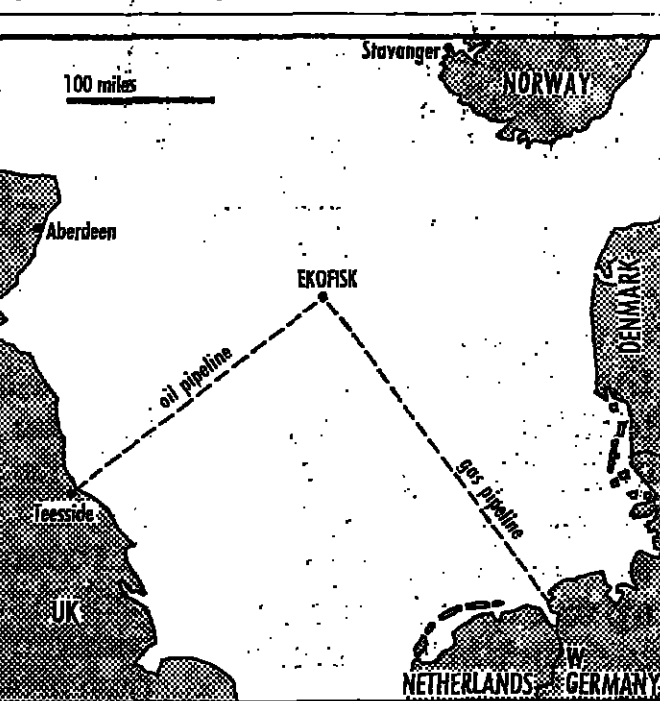 Stavanger
100 miles
NORWAY
Aberdeen
EKOFISK
DENMARK
oil pipeline
gas pipeline
Teesside
UK
W.
NETHERLANDS
GERMANY